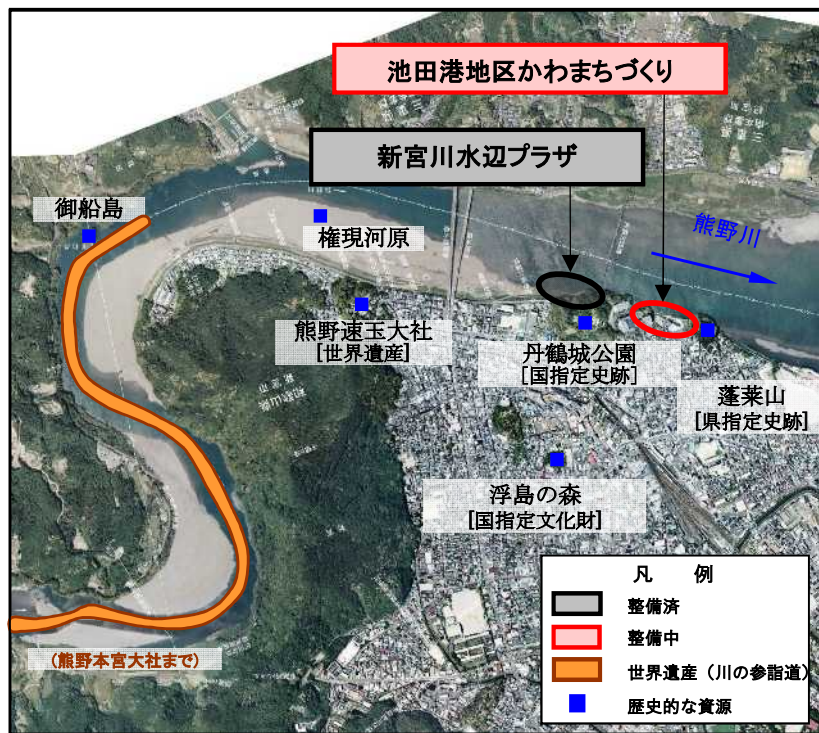 池田港地区かわまちづくり
新宮川水辺プラザ
御船島
権現河原
熊野川
熊野速玉大社
[世界遺産]
丹鶴城公園
[国指定史跡]
蓬莱山
[県指定史跡]
浮島の森
[国指定文化財]
(熊野本宮大社まで)
凡 例
整備済
整備中
世界遺産（川の参詣道）
歴史的な資源